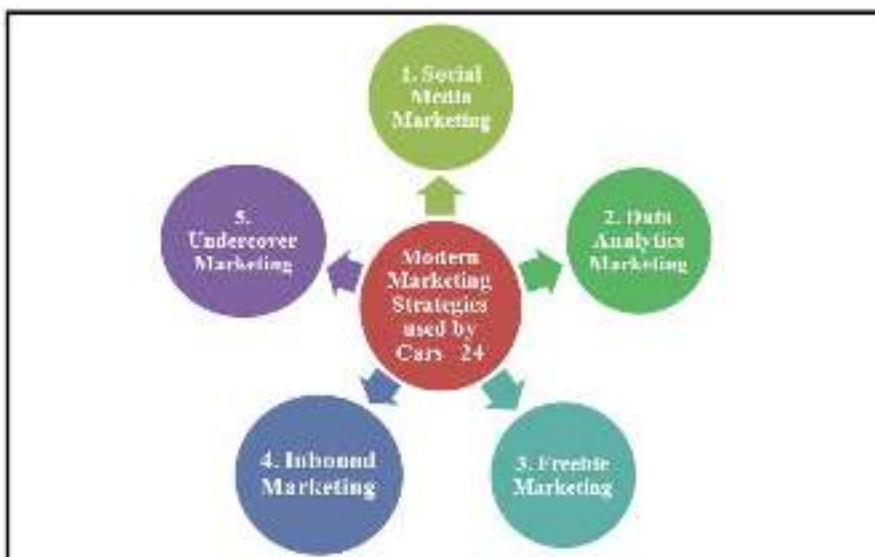 1. Social
Media
Marketing
2. Data
Analytics
Marketing
3. Freebie
Marketing
4. Inbound
Marketing
5.
Undercover
Marketing
Modern
Marketing
Strategies
used by
Cars 24